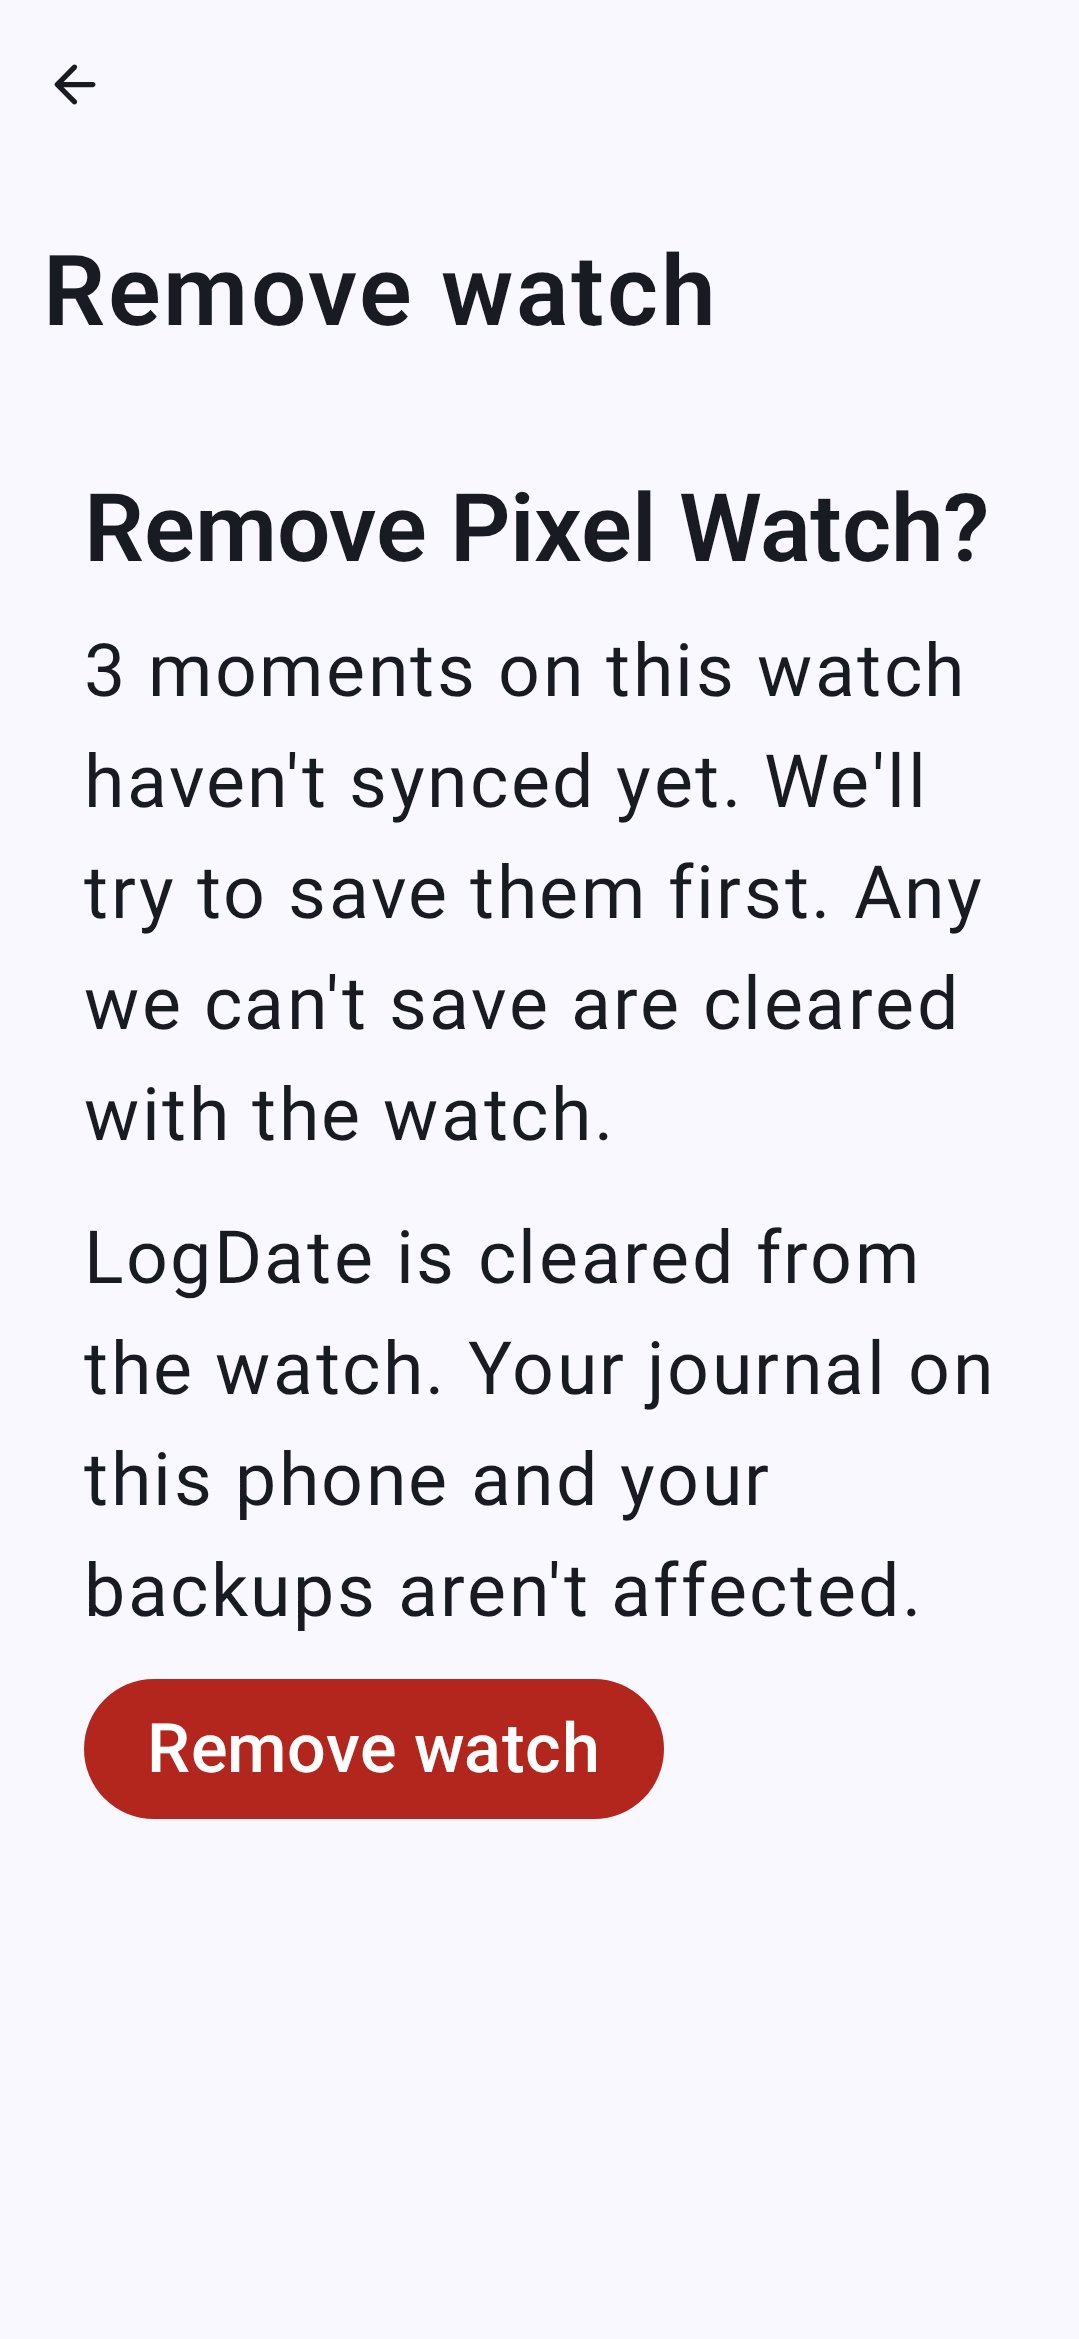 Remove watch
Remove Pixel Watch?
3 moments on this watch
haven't synced yet. We'll
try to save them first. Any
we can't save are cleared
with the watch.
LogDate is cleared from
the watch. Your journal on
this phone and your
backups aren't affected.
Remove watch